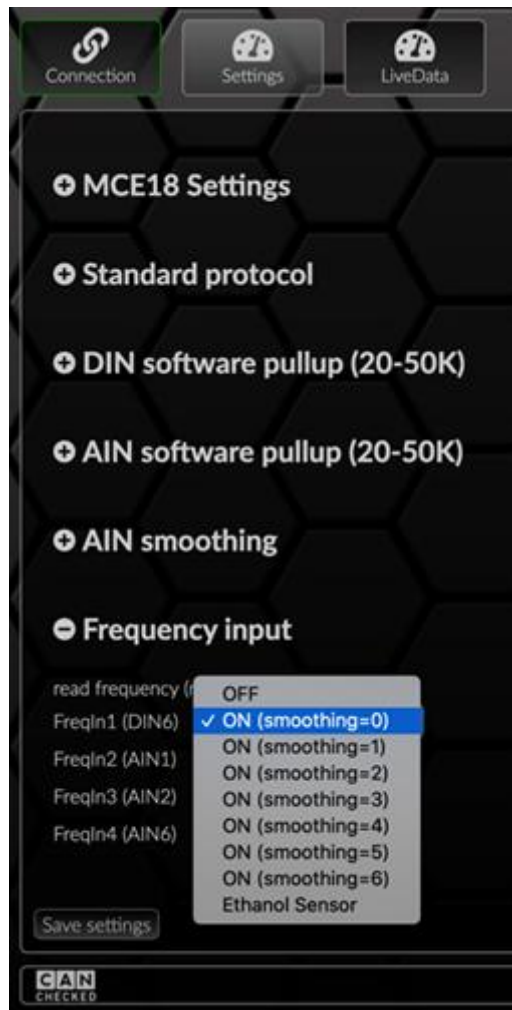 Connection
Settings
LiveData
MCE18 Settings
Standard protocol
DIN software pullup (20-50K)
AIN software pullup (20-50K)
AIN smoothing
Frequency input
read frequency (
FreqIn1 (DIN6)
FreqIn2 (AIN1)
FreqIn3 (AIN2)
FreqIn4 (AIN6)
OFF
✓ ON (smoothing=0)
ON (smoothing=1)
ON (smoothing=2)
ON (smoothing=3)
ON (smoothing=4)
ON (smoothing=5)
ON (smoothing=6)
Ethanol Sensor
Save settings
CAN
CHECKED